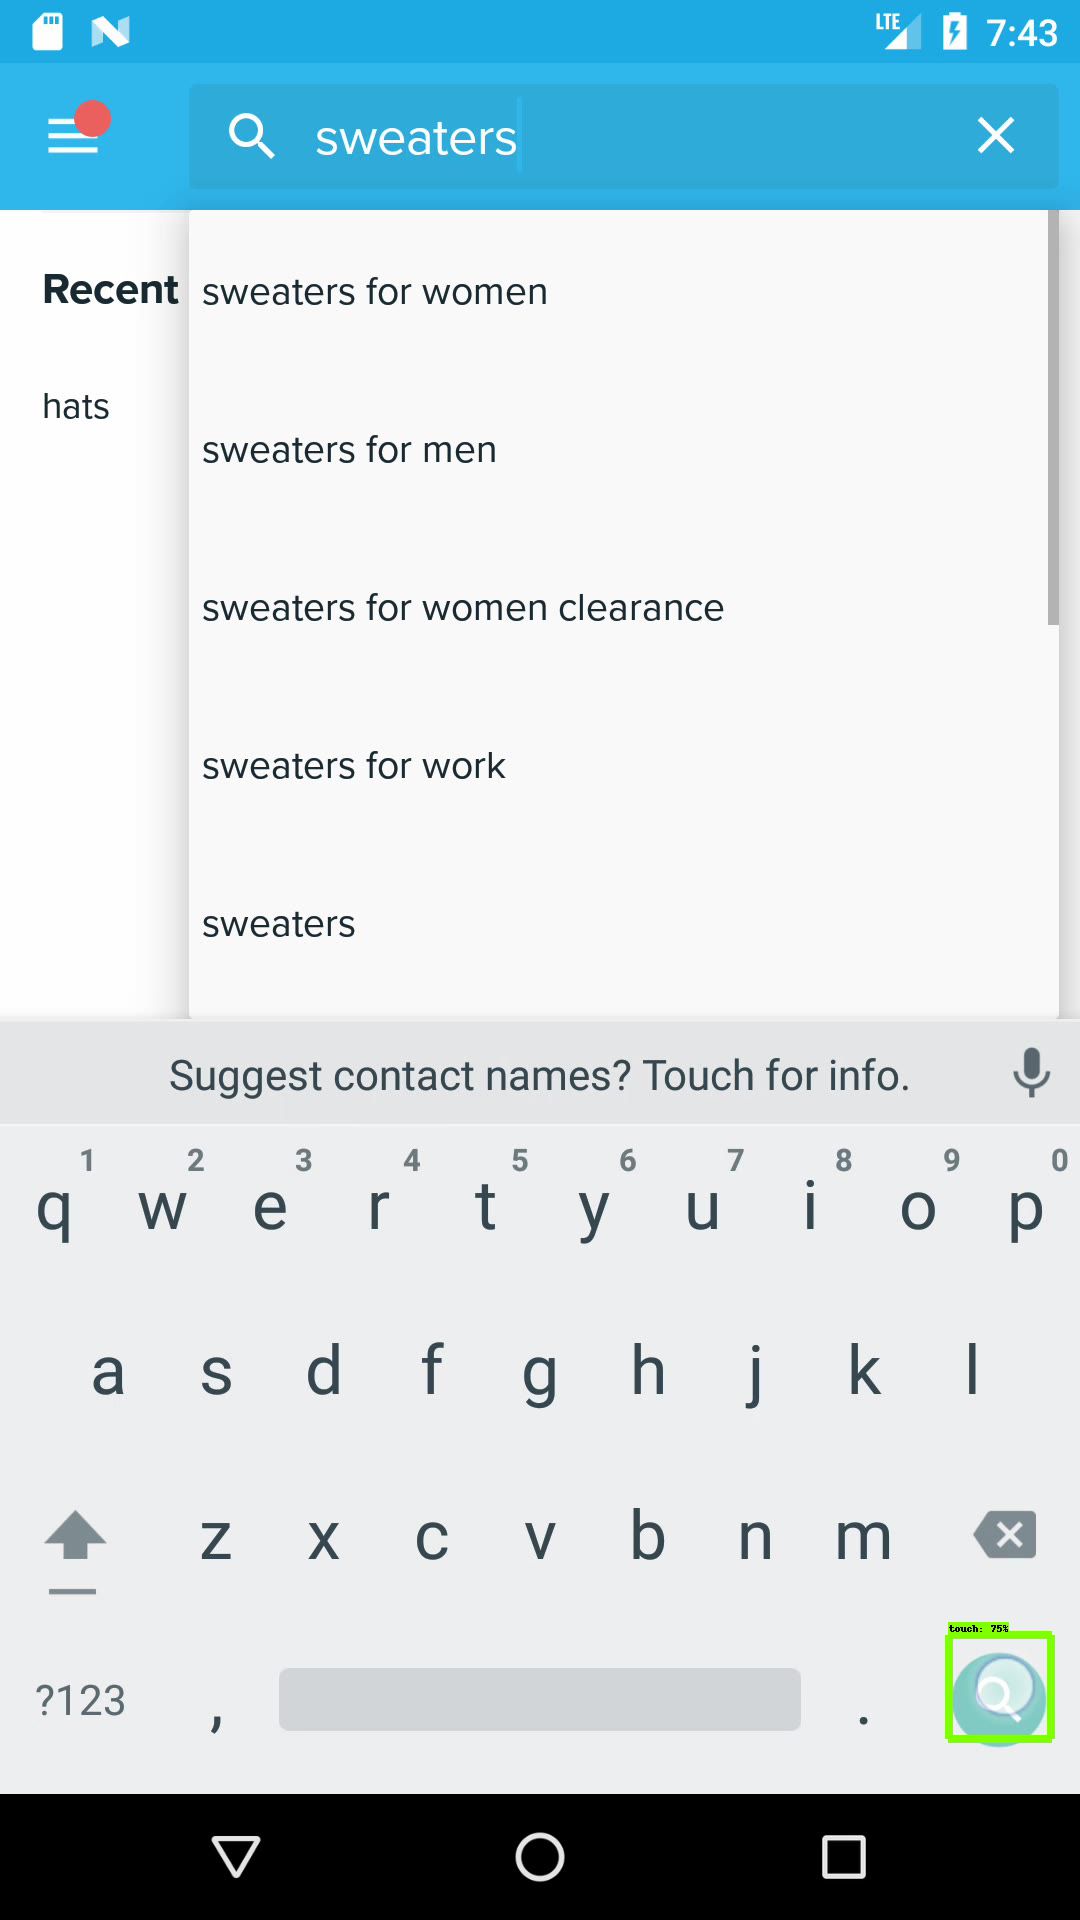 LTE 7:43
sweaters
Recent
hats
sweaters for women
sweaters for men
sweaters for women clearance
sweaters for work
sweaters
Suggest contact names? Touch for info.
1 2 3 4 5 6 7 8 9 0
q w e r t y u i o p
a s d f g h j k l
z x c v b n m
touch: 75%
?123 , .